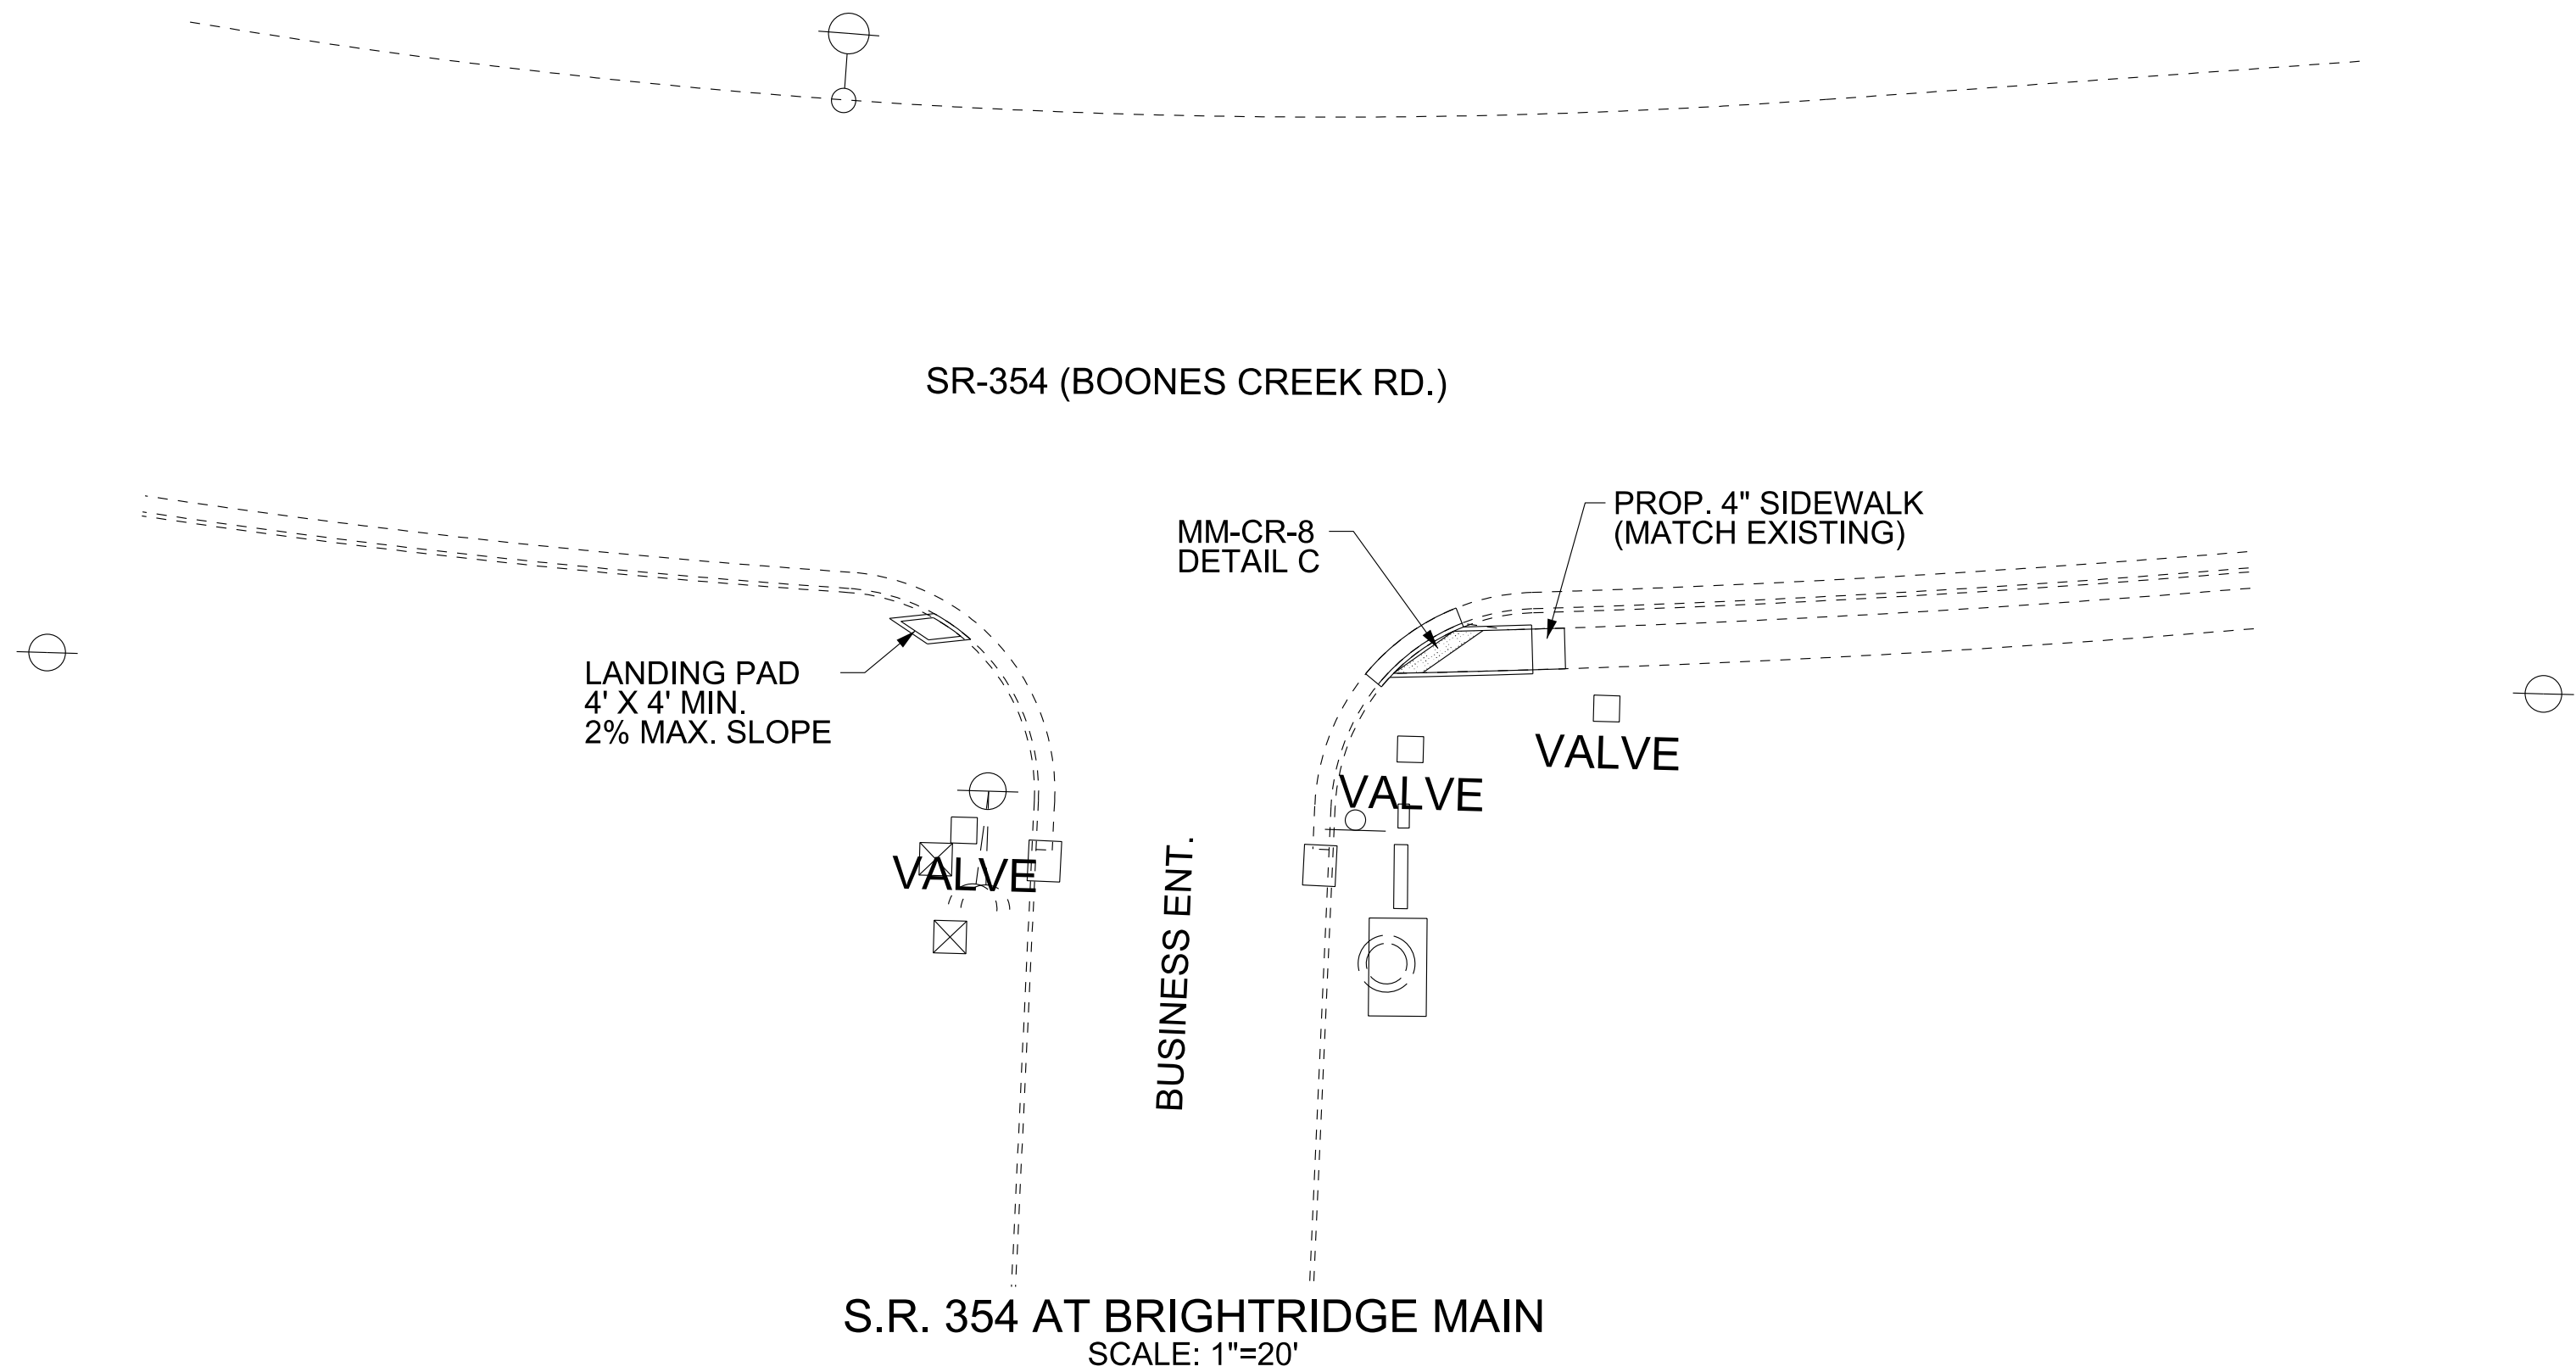 SR-354 (BOONES CREEK RD.)
PROP. 4" SIDEWALK
(MATCH EXISTING)
MM-CR-8
DETAIL C
LANDING PAD
4' X 4' MIN.
2% MAX. SLOPE
VALVE
VALVE
VALVE
BUSINESS ENT.
S.R. 354 AT BRIGHTRIDGE MAIN
SCALE: 1"=20'